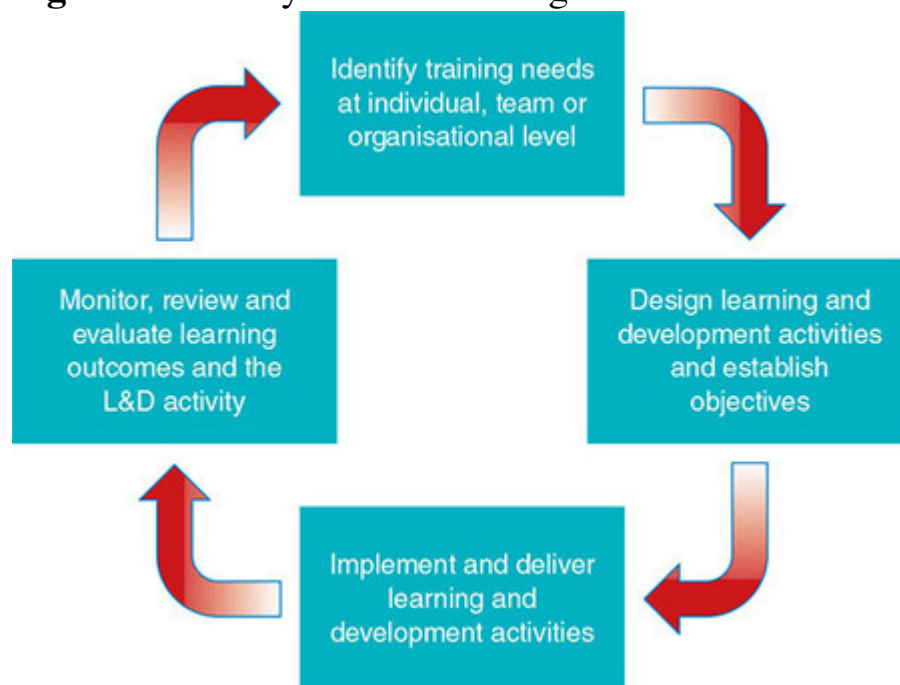 Identify training needs
at individual, team or
organisational level
Design learning and
development activities
and establish
objectives
Implement and deliver
learning and
development activities
Monitor, review and
evaluate learning
outcomes and the
L&D activity